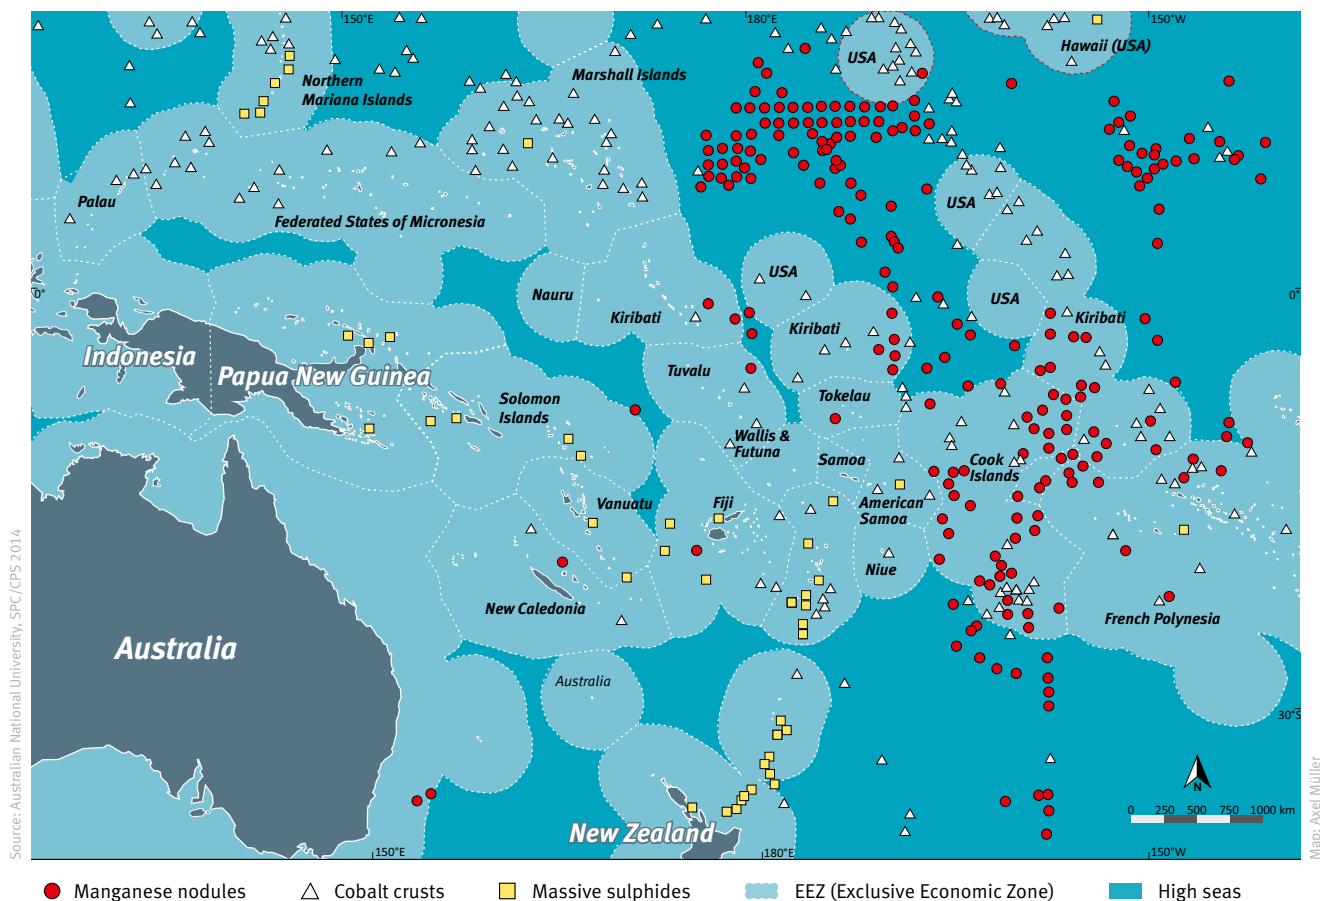 150°E
180°E
150°W
Hawaii (USA)
USA
Marshall Islands
Northern
Mariana Islands
Palau
Federated States of Micronesia
USA
USA
USA
Nauru
0°
0°
Kiribati
Kiribati
Kiribati
Indonesia
Papua New Guinea
Tuvalu
Tokelau
Solomon
Islands
Wallis &
Futuna
Samoa
Cook
Islands
American
Samoa
Vanuatu
Fiji
Niue
New Caledonia
French Polynesia
Australia
Australia
30°S
N
0 250 500 750 1000 km
New Zealand
150°E
180°E
150°W
Source: Australian National University, SPC/CPS 2014
Map: Axel Müller
Manganese nodules
Cobalt crusts
Massive sulphides
EEZ (Exclusive Economic Zone)
High seas